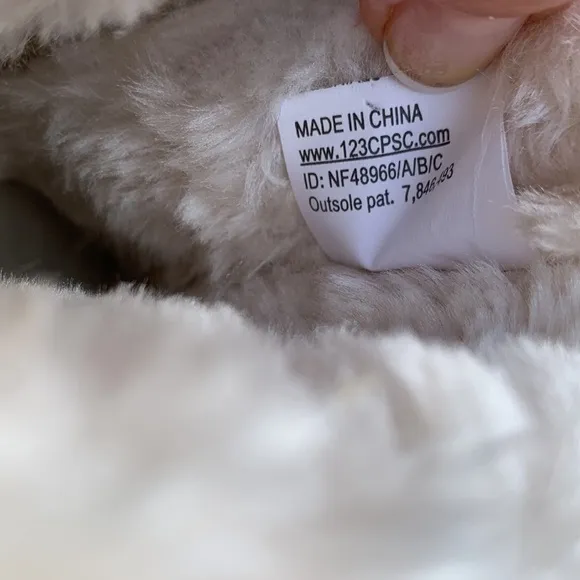 MADE IN CHINA
www.123CPSC.com
ID: NF48966/A/B/C
Outsole pat.